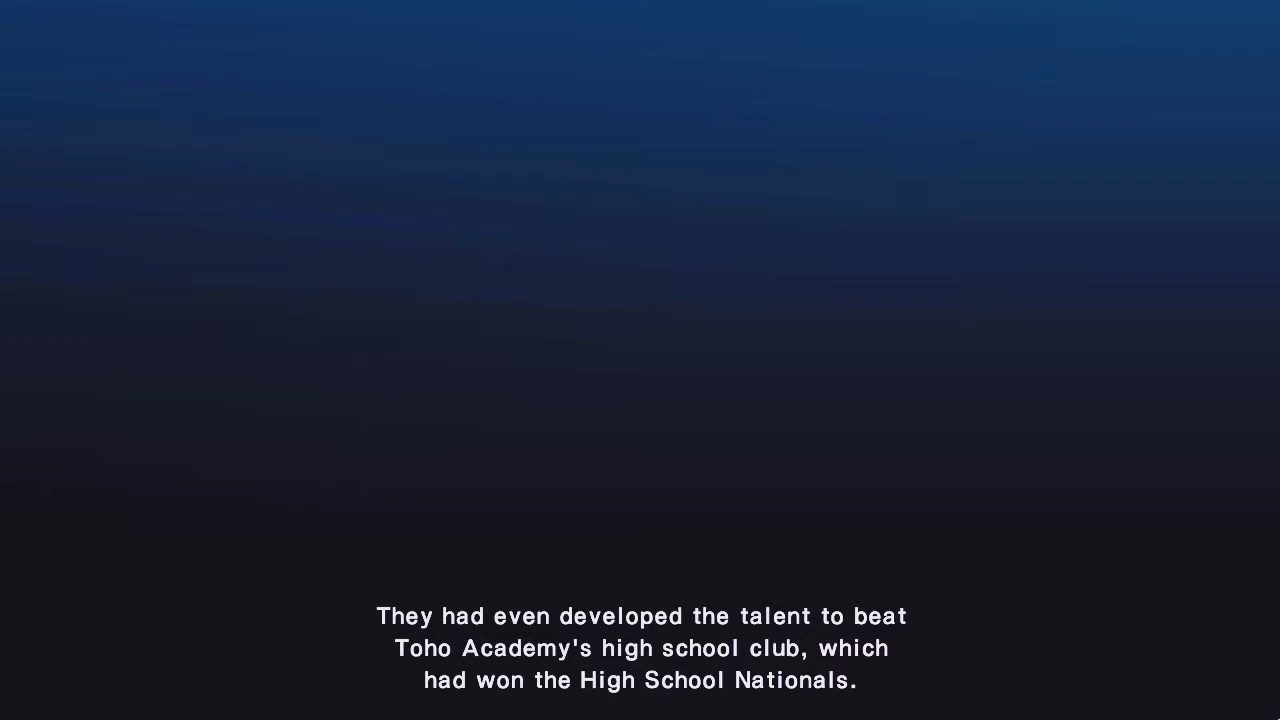 They had even developed the talent to beat
Toho Academy's high school club, which
had won the High School Nationals.